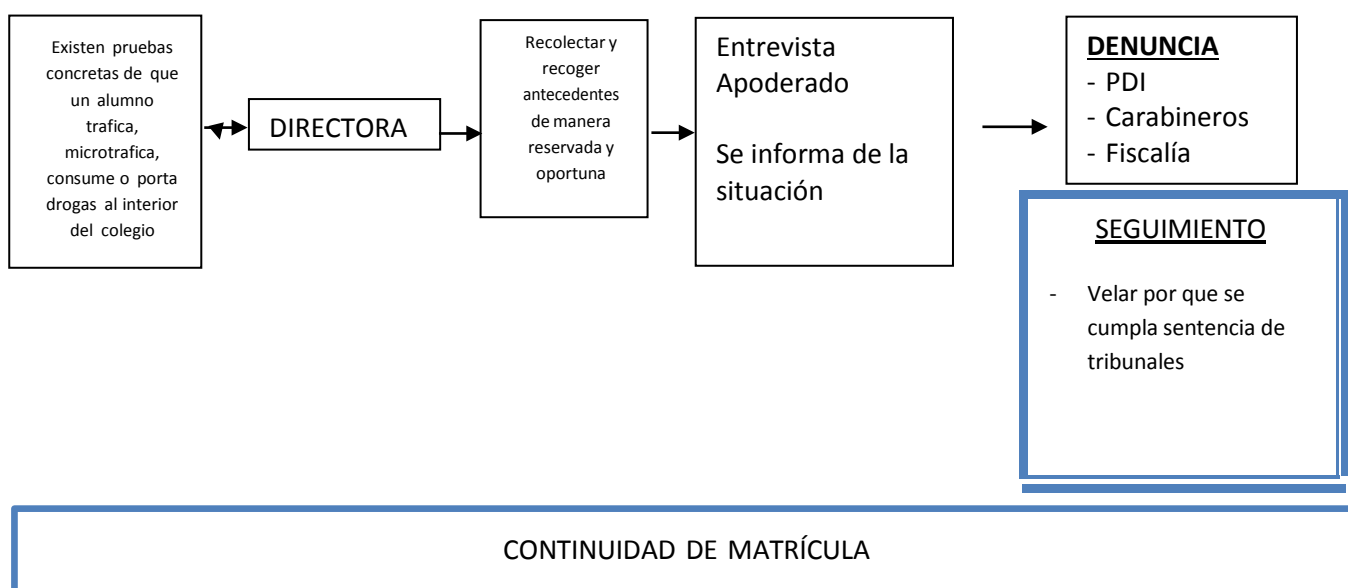 Existen pruebas
concretas de que
un alumno
trafica,
microtrafica,
consume o porta
drogas al interior
del colegio
DIRECTORA
Recolectar y
recoger
antecedentes
de manera
reservada y
oportuna
Entrevista
Apoderado
Se informa de la
situación
DENUNCIA
- PDI
- Carabineros
- Fiscalía
SEGUIMIENTO
- Velar por que se
cumpla sentencia de
tribunales
CONTINUIDAD DE MATRÍCULA